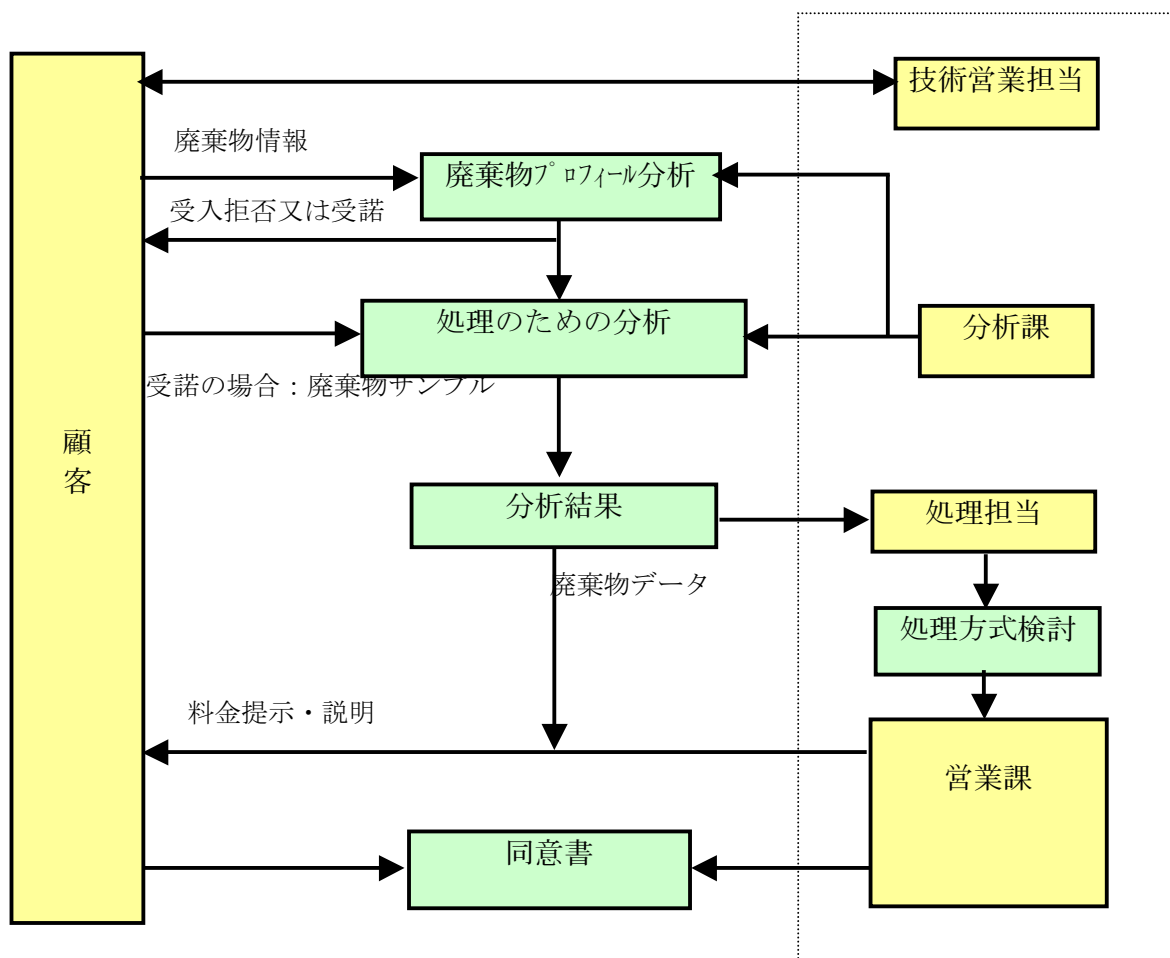 技術営業担当
廃棄物情報
廃棄物プロフィール分析
受入拒否又は受諾
処理のための分析
分析課
受諾の場合：廃棄物サンプル
顧
客
分析結果
処理担当
廃棄物データ
処理方式検討
料金提示・説明
営業課
同意書